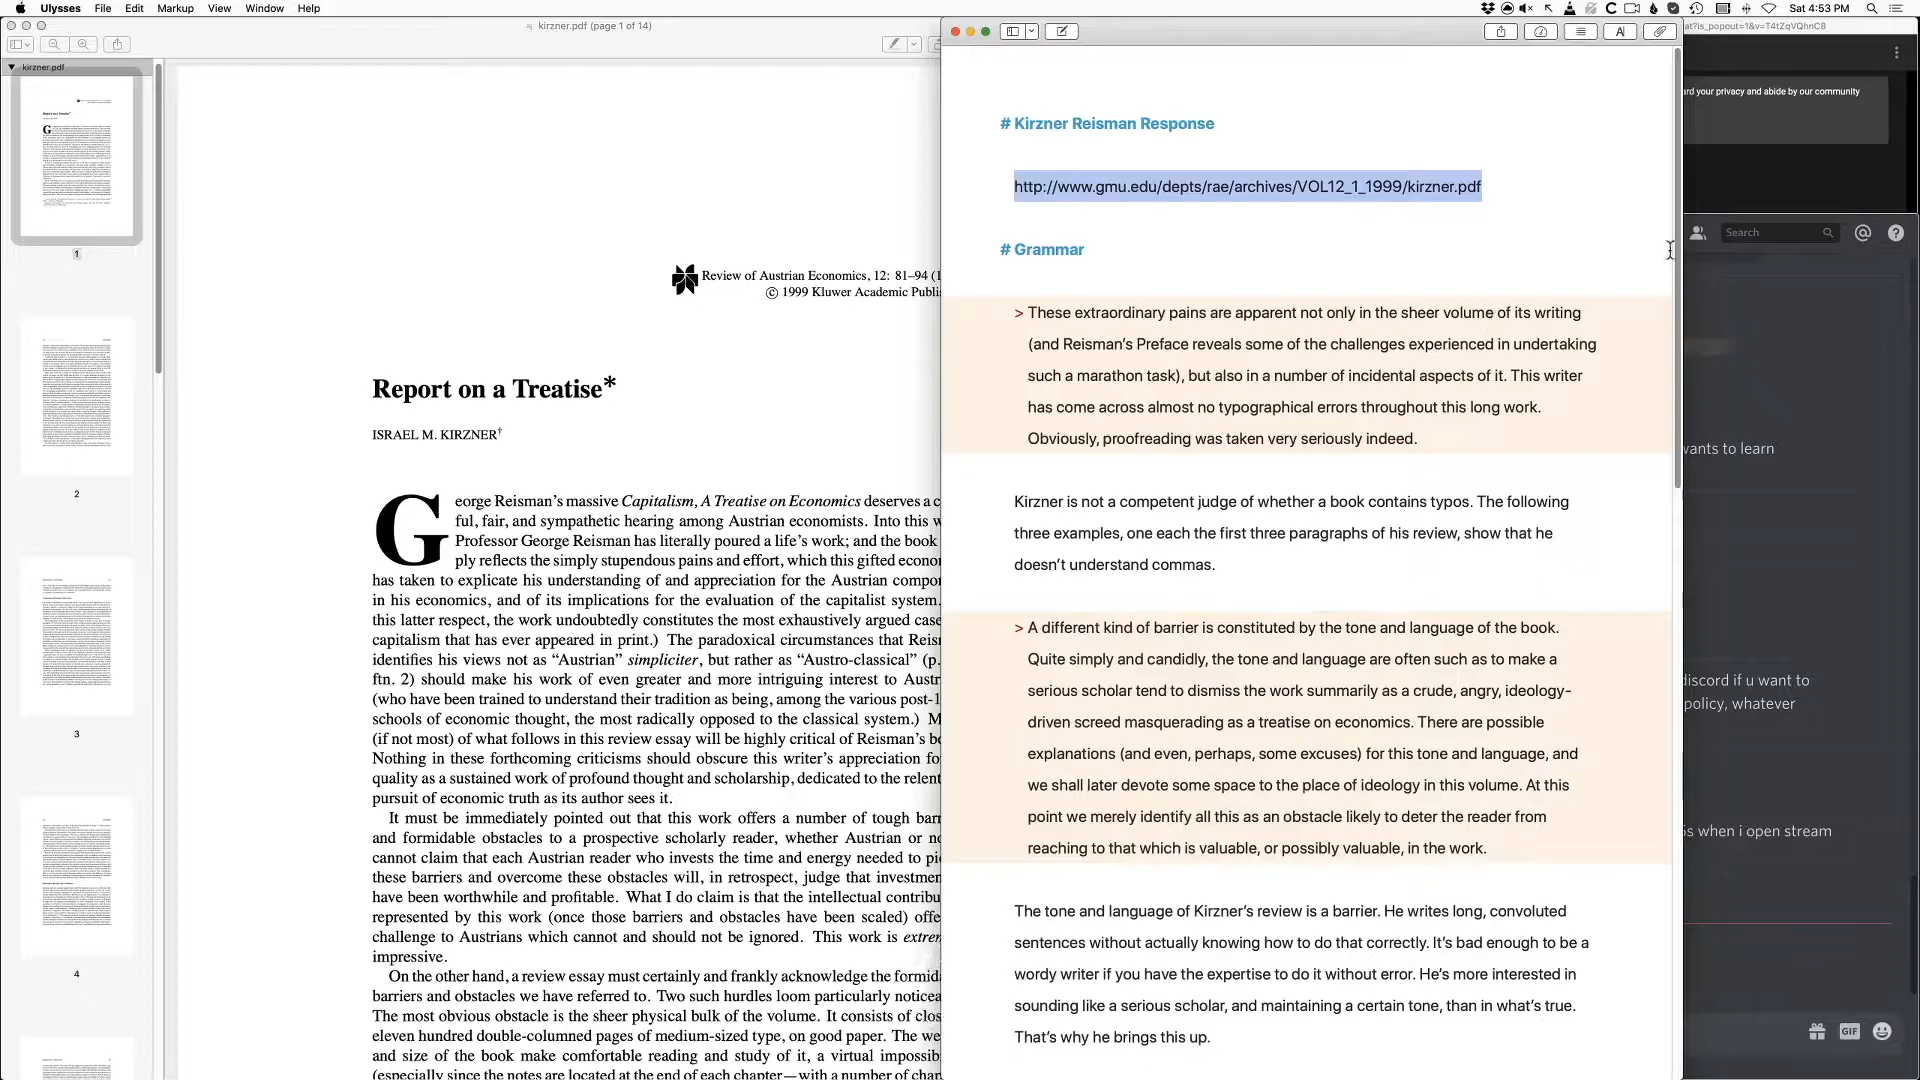 Ulysses File Edit Markup View Window Help
Sat 4:53 PM
kirzner.pdf (page 1 of 14)
at?is_popout=1&v=T4tZqVQhnC8
kirzner.pdf
1
2
3
4
Review of Austrian Economics, 12: 81–94 (1
© 1999 Kluwer Academic Publi
Report on a Treatise*
ISRAEL M. KIRZNER†
George Reisman’s massive Capitalism, A Treatise on Economics deserves a c
ful, fair, and sympathetic hearing among Austrian economists. Into this w
Professor George Reisman has literally poured a life’s work; and the book
ply reflects the simply stupendous pains and effort, which this gifted econo
has taken to explicate his understanding of and appreciation for the Austrian compo
in his economics, and of its implications for the evaluation of the capitalist system.
this latter respect, the work undoubtedly constitutes the most exhaustively argued case
capitalism that has ever appeared in print.) The paradoxical circumstances that Reis
identifies his views not as “Austrian” simpliciter, but rather as “Austro-classical” (p.
ftn. 2) should make his work of even greater and more intriguing interest to Austr
(who have been trained to understand their tradition as being, among the various post-1
schools of economic thought, the most radically opposed to the classical system.) M
(if not most) of what follows in this review essay will be highly critical of Reisman’s b
Nothing in these forthcoming criticisms should obscure this writer’s appreciation fo
quality as a sustained work of profound thought and scholarship, dedicated to the relent
pursuit of economic truth as its author sees it.
It must be immediately pointed out that this work offers a number of tough barr
and formidable obstacles to a prospective scholarly reader, whether Austrian or no
cannot claim that each Austrian reader who invests the time and energy needed to pi
these barriers and overcome these obstacles will, in retrospect, judge that investmen
have been worthwhile and profitable. What I do claim is that the intellectual contribu
represented by this work (once those barriers and obstacles have been scaled) offe
challenge to Austrians which cannot and should not be ignored. This work is extrem
impressive.
On the other hand, a review essay must certainly and frankly acknowledge the formid
barriers and obstacles we have referred to. Two such hurdles loom particularly noticea
The most obvious obstacle is the sheer physical bulk of the volume. It consists of clos
eleven hundred double-columned pages of medium-sized type, on good paper. The we
and size of the book make comfortable reading and study of it, a virtual impossib
(especially since the notes are located at the end of each chapter—with a number of chap
# Kirzner Reisman Response
http://www.gmu.edu/depts/rae/archives/VOL12_1_1999/kirzner.pdf
# Grammar
> These extraordinary pains are apparent not only in the sheer volume of its writing
(and Reisman’s Preface reveals some of the challenges experienced in undertaking
such a marathon task), but also in a number of incidental aspects of it. This writer
has come across almost no typographical errors throughout this long work.
Obviously, proofreading was taken very seriously indeed.
Kirzner is not a competent judge of whether a book contains typos. The following
three examples, one each the first three paragraphs of his review, show that he
doesn’t understand commas.
> A different kind of barrier is constituted by the tone and language of the book.
Quite simply and candidly, the tone and language are often such as to make a
serious scholar tend to dismiss the work summarily as a crude, angry, ideology-
driven screed masquerading as a treatise on economics. There are possible
explanations (and even, perhaps, some excuses) for this tone and language, and
we shall later devote some space to the place of ideology in this volume. At this
point we merely identify all this as an obstacle likely to deter the reader from
reaching to that which is valuable, or possibly valuable, in the work.
The tone and language of Kirzner’s review is a barrier. He writes long, convoluted
sentences without actually knowing how to do that correctly. It’s bad enough to be a
wordy writer if you have the expertise to do it without error. He’s more interested in
sounding like a serious scholar, and maintaining a certain tone, than in what’s true.
That’s why he brings this up.
ard your privacy and abide by our community
Search
wants to learn
discord if u want to
policy, whatever
5s when i open stream
GIF